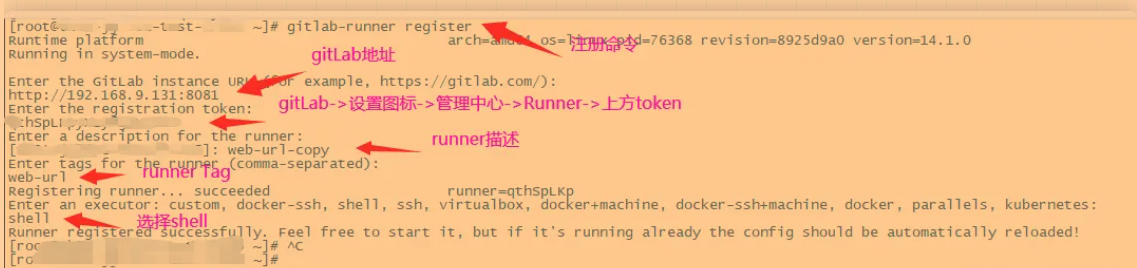 [root@ test- ~]# gitlab-runner register
注册命令
Runtime platform arch=amd64 os=linux pid=76368 revision=8925d9a0 version=14.1.0
Running in system-mode.
gitLab地址
Enter the GitLab instance URL (for example, https://gitlab.com/):
http://192.168.9.131:8081
gitLab->设置图标->管理中心->Runner->上方token
Enter the registration token:
Enter a description for the runner:
runner描述
[ ]: web-url-copy
Enter tags for the runner (comma-separated):
web-url
runner Tag
Registering runner... succeeded runner=qthSpLKp
Enter an executor: custom, docker-ssh, shell, ssh, virtualbox, docker+machine, docker-ssh+machine, docker, parallels, kubernetes:
shell
选择shell
Runner registered successfully. Feel free to start it, but if it's running already the config should be automatically reloaded!
[root ~]# ^C
[ro ~]#